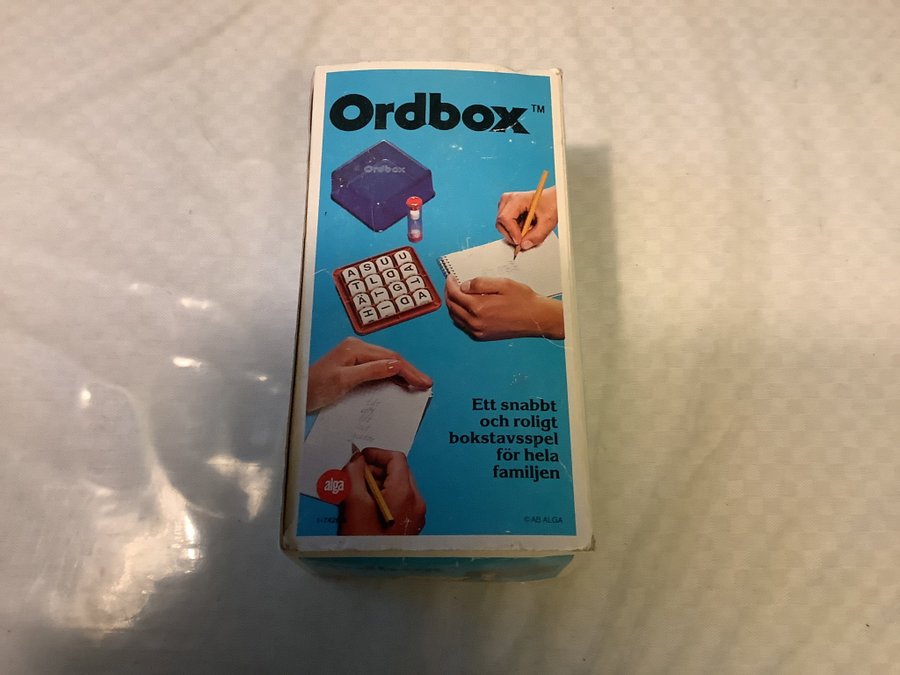 Ordbox™
Ordbox
A S U U
T L D A
Ä T G T
H I D A
Ett snabbt
och roligt
bokstavsspel
för hela
familjen
alga
© AB ALGA